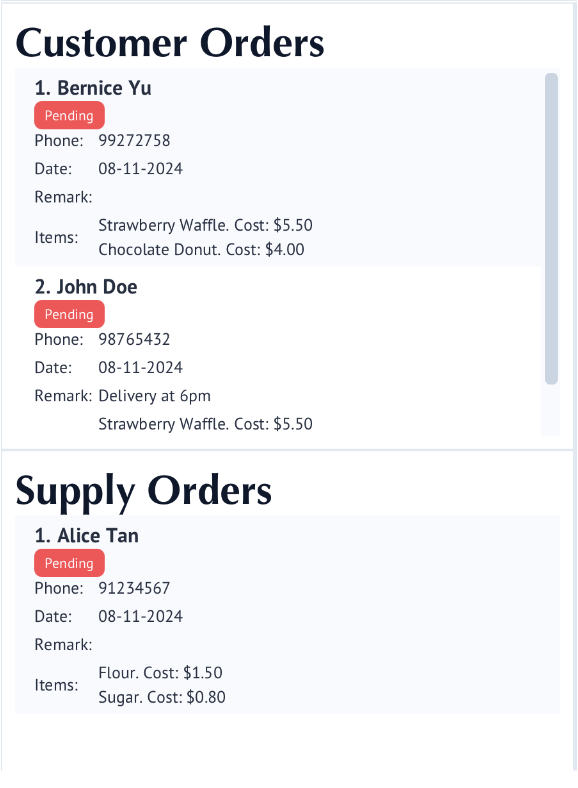 Customer Orders
1. Bernice Yu
Pending
Phone: 99272758
Date: 08-11-2024
Remark:
Items: Strawberry Waffle. Cost: $5.50
Chocolate Donut. Cost: $4.00
2. John Doe
Pending
Phone: 98765432
Date: 08-11-2024
Remark: Delivery at 6pm
Strawberry Waffle. Cost: $5.50
Supply Orders
1. Alice Tan
Pending
Phone: 91234567
Date: 08-11-2024
Remark:
Items: Flour. Cost: $1.50
Sugar. Cost: $0.80